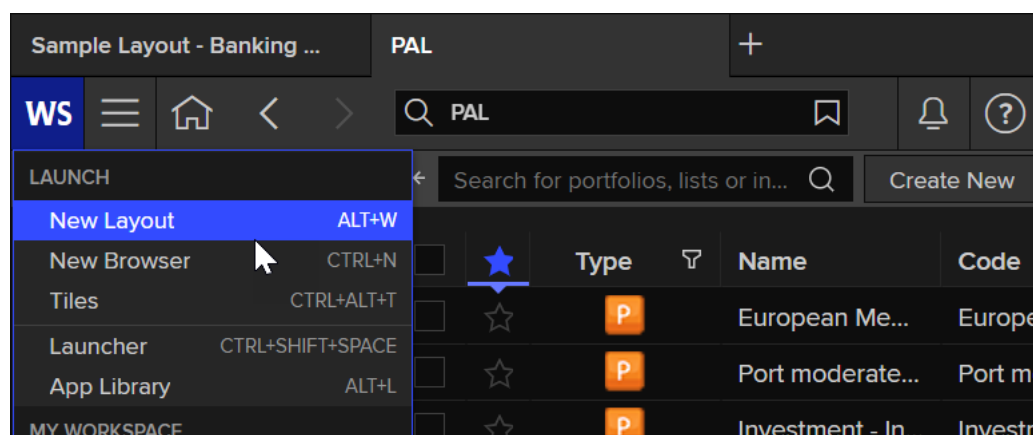 Sample Layout - Banking ... PAL +
WS PAL ?
LAUNCH
Search for portfolios, lists or in... Create New
New Layout ALT+W
New Browser CTRL+N
Type Name Code
Tiles CTRL+ALT+T
P European Me... Europe
Launcher CTRL+SHIFT+SPACE
App Library ALT+L
P Port moderate... Port m
MY WORKSPACE
P Investment - In